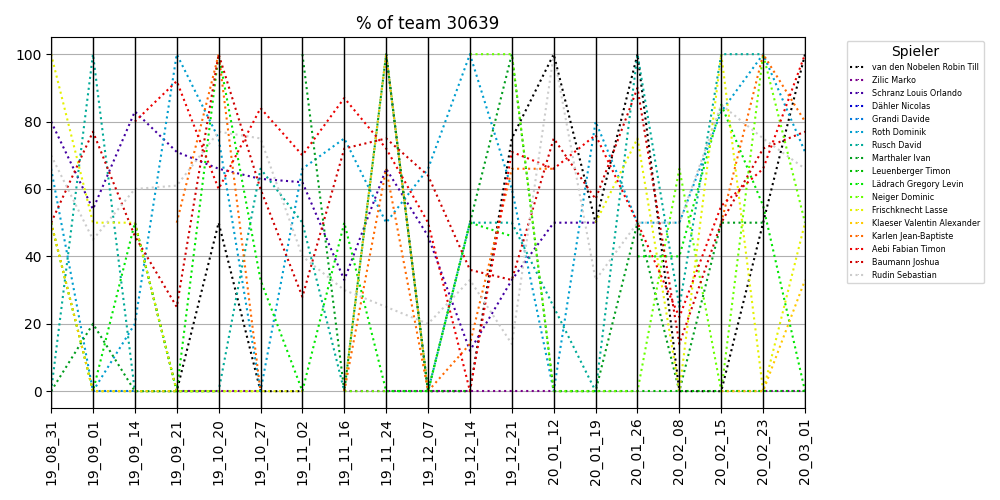 % of team 30639
100
80
60
40
20
0
19_08_31
19_09_01
19_09_14
19_09_21
19_10_20
19_10_27
19_11_02
19_11_16
19_11_24
19_12_07
19_12_14
19_12_21
20_01_12
20_01_19
20_01_26
20_02_08
20_02_15
20_02_23
20_03_01
Spieler
van den Nobelen Robin Till
Zilic Marko
Schranz Louis Orlando
Dähler Nicolas
Grandi Davide
Roth Dominik
Rusch David
Marthaler Ivan
Leuenberger Timon
Lädrach Gregory Levin
Neiger Dominic
Frischknecht Lasse
Klaeser Valentin Alexander
Karlen Jean-Baptiste
Aebi Fabian Timon
Baumann Joshua
Rudin Sebastian